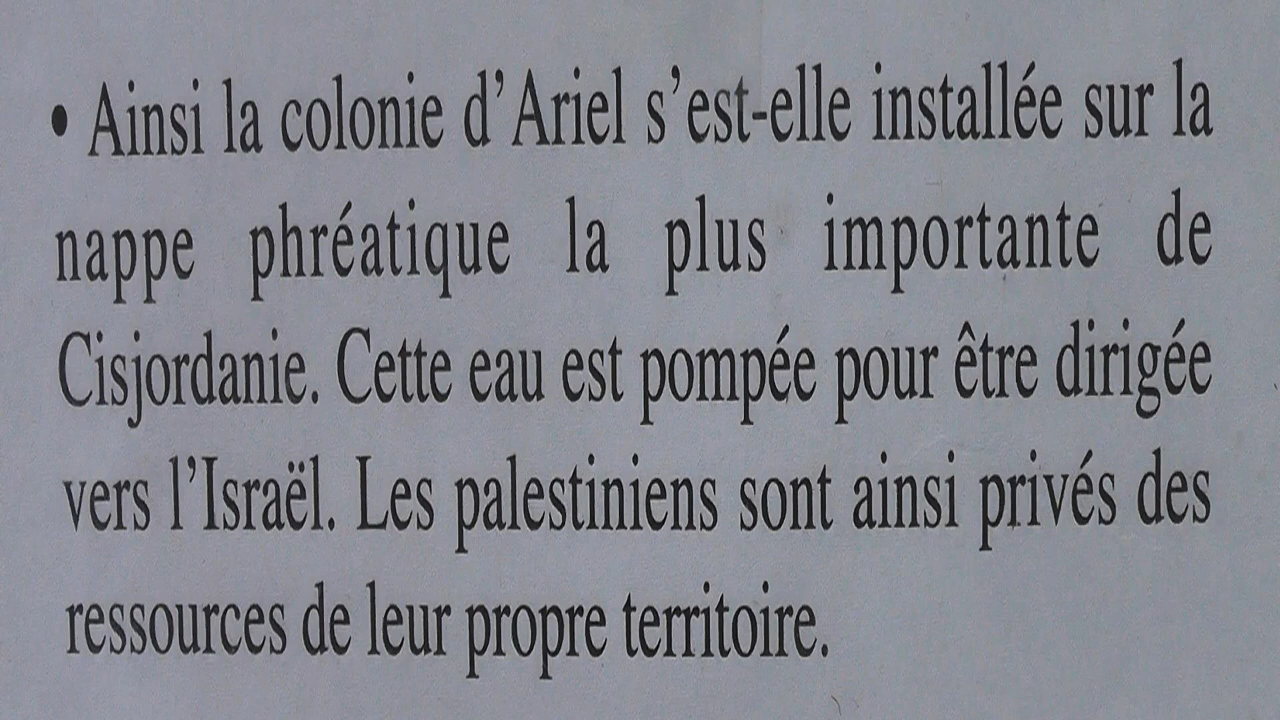 • Ainsi la colonie d’Ariel s’est-elle installée sur la
nappe phréatique la plus importante de
Cisjordanie. Cette eau est pompée pour être dirigée
vers l’Israël. Les palestiniens sont ainsi privés des
ressources de leur propre territoire.